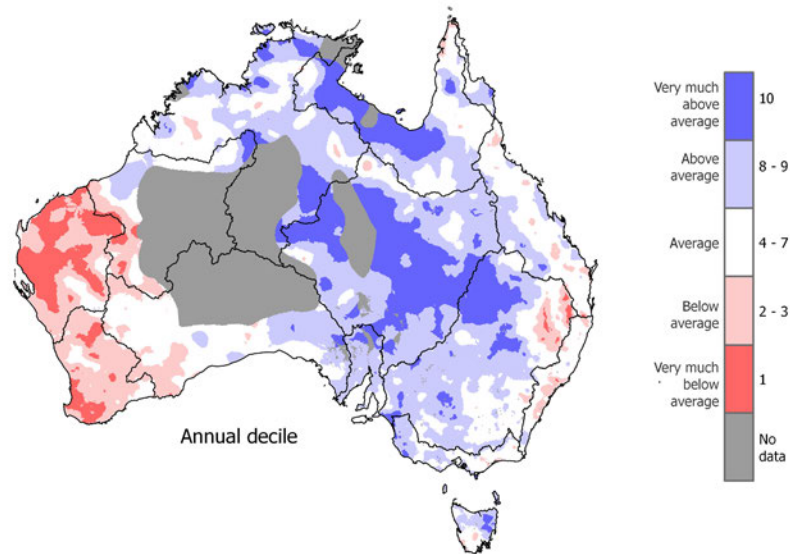 Very much
above
average
10
Above
average
8 - 9
Average
4 - 7
Below
average
2 - 3
Very much
below
average
1
No
data
Annual decile